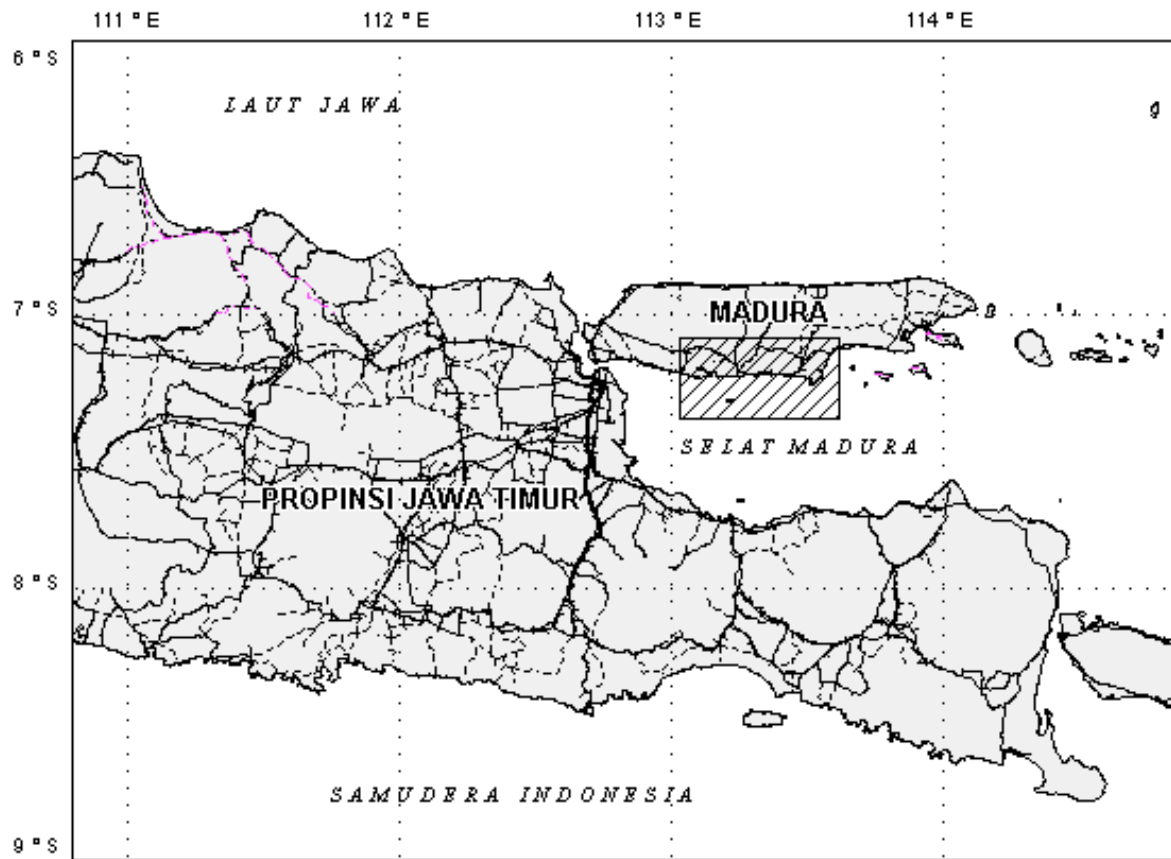 111 ° E 112 ° E 113 ° E 114 ° E
6 ° S
LAUT JAWA
7 ° S
MADURA
SELAT MADURA
PROPINSI JAWA TIMUR
8 ° S
SAMUDERA INDONESIA
9 ° S